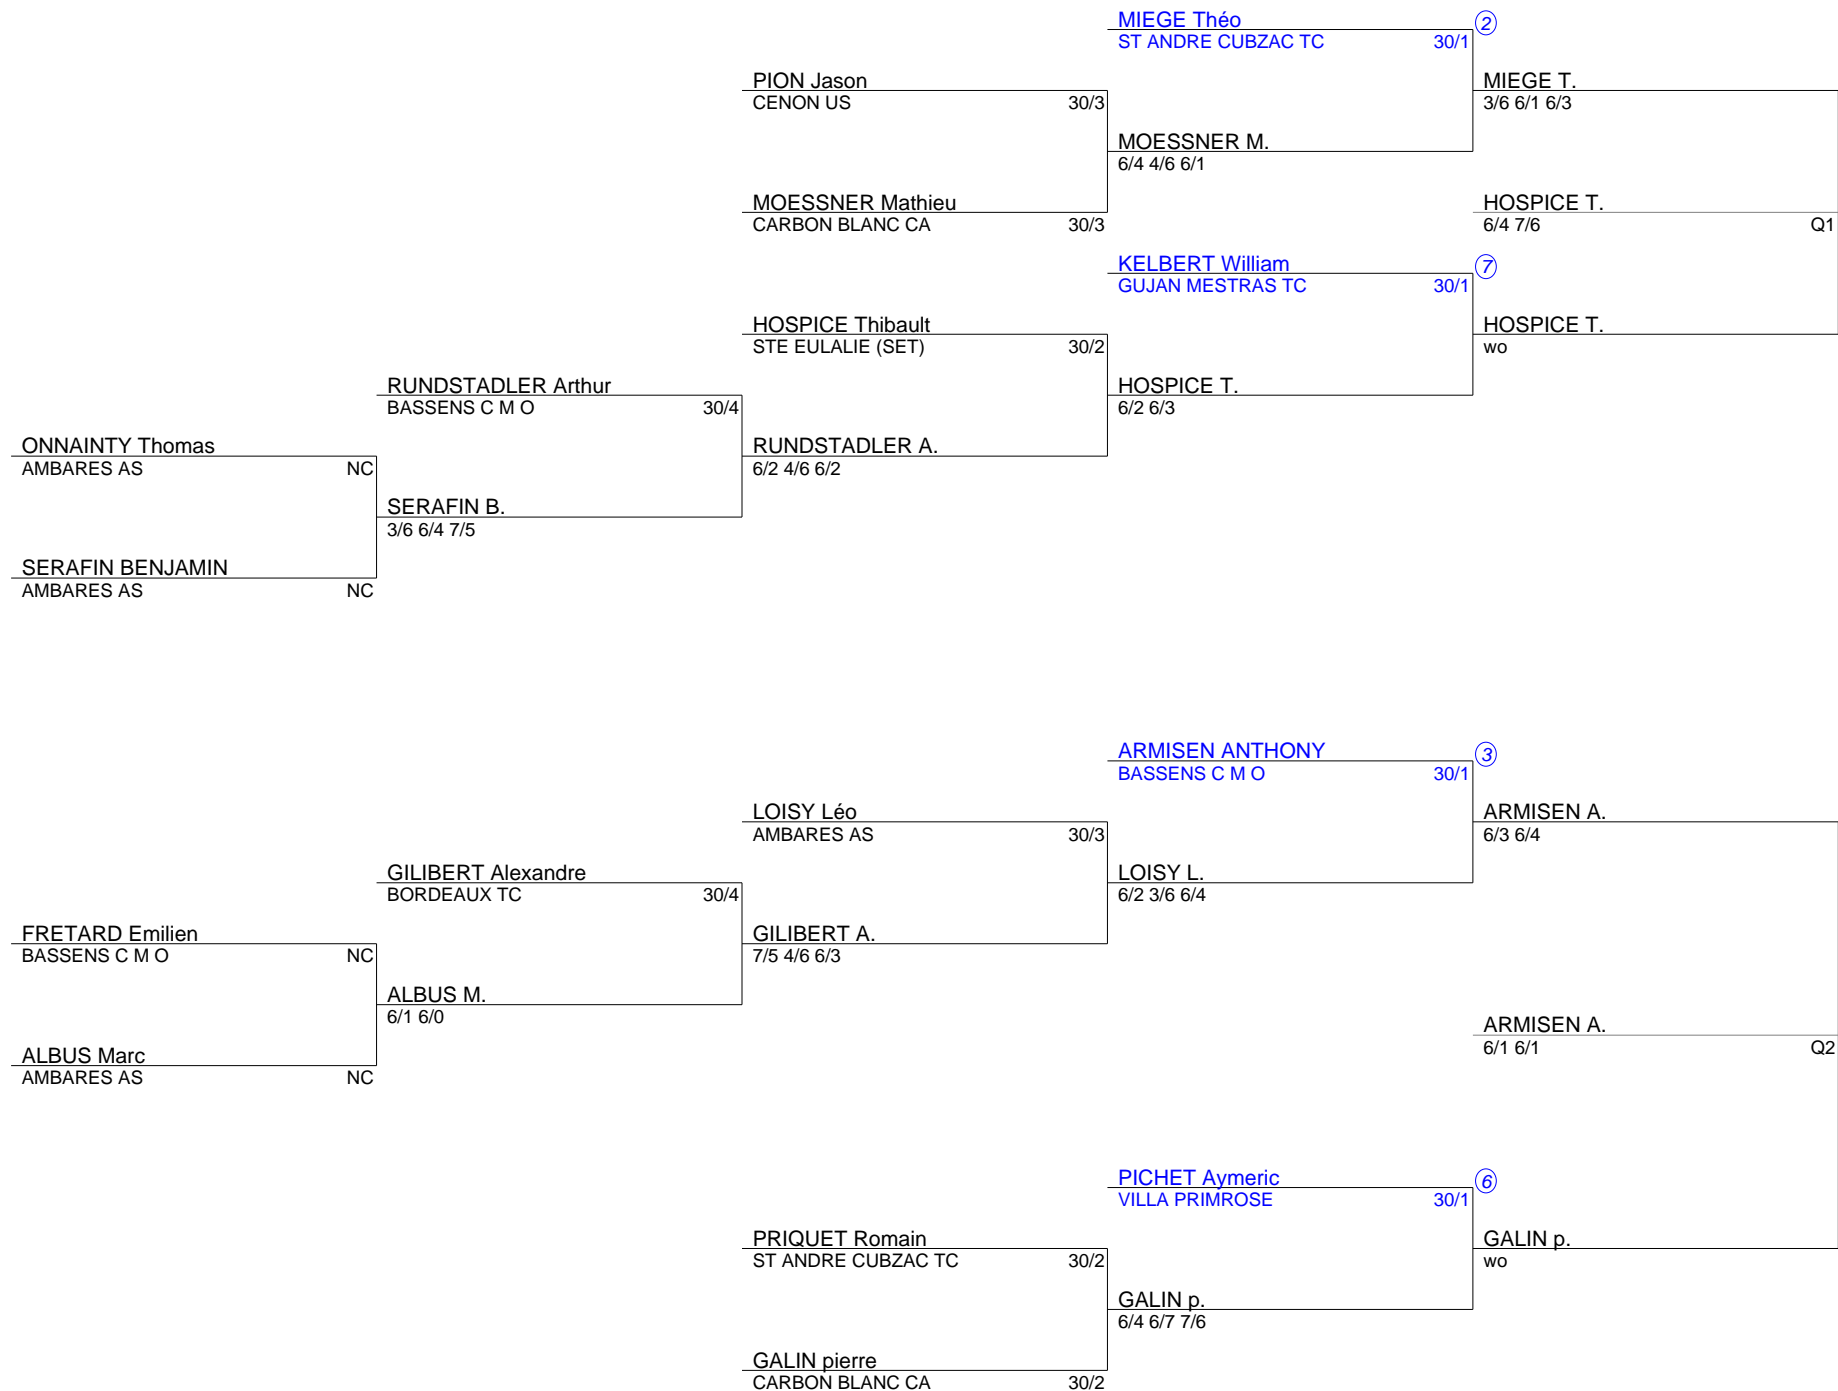 MIEGE Théo
2
ST ANDRE CUBZAC TC 30/1
PION Jason
CENON US 30/3
MIEGE T.
3/6 6/1 6/3
MOESSNER M.
6/4 4/6 6/1
MOESSNER Mathieu
CARBON BLANC CA 30/3
HOSPICE T.
6/4 7/6 Q1
KELBERT William
7
GUJAN MESTRAS TC 30/1
HOSPICE Thibault
STE EULALIE (SET) 30/2
HOSPICE T.
wo
RUNDSTADLER Arthur
BASSENS C M O 30/4
HOSPICE T.
6/2 6/3
ONNAINTY Thomas
AMBARES AS NC
RUNDSTADLER A.
6/2 4/6 6/2
SERAFIN B.
3/6 6/4 7/5
SERAFIN BENJAMIN
AMBARES AS NC
ARMISEN ANTHONY
3
BASSENS C M O 30/1
LOISY Léo
AMBARES AS 30/3
ARMISEN A.
6/3 6/4
GILIBERT Alexandre
BORDEAUX TC 30/4
LOISY L.
6/2 3/6 6/4
FRETARD Emilien
BASSENS C M O NC
GILIBERT A.
7/5 4/6 6/3
ALBUS M.
6/1 6/0
ARMISEN A.
6/1 6/1 Q2
ALBUS Marc
AMBARES AS NC
PICHET Aymeric
6
VILLA PRIMROSE 30/1
PRIQUET Romain
ST ANDRE CUBZAC TC 30/2
GALIN p.
wo
GALIN p.
6/4 6/7 7/6
GALIN pierre
CARBON BLANC CA 30/2